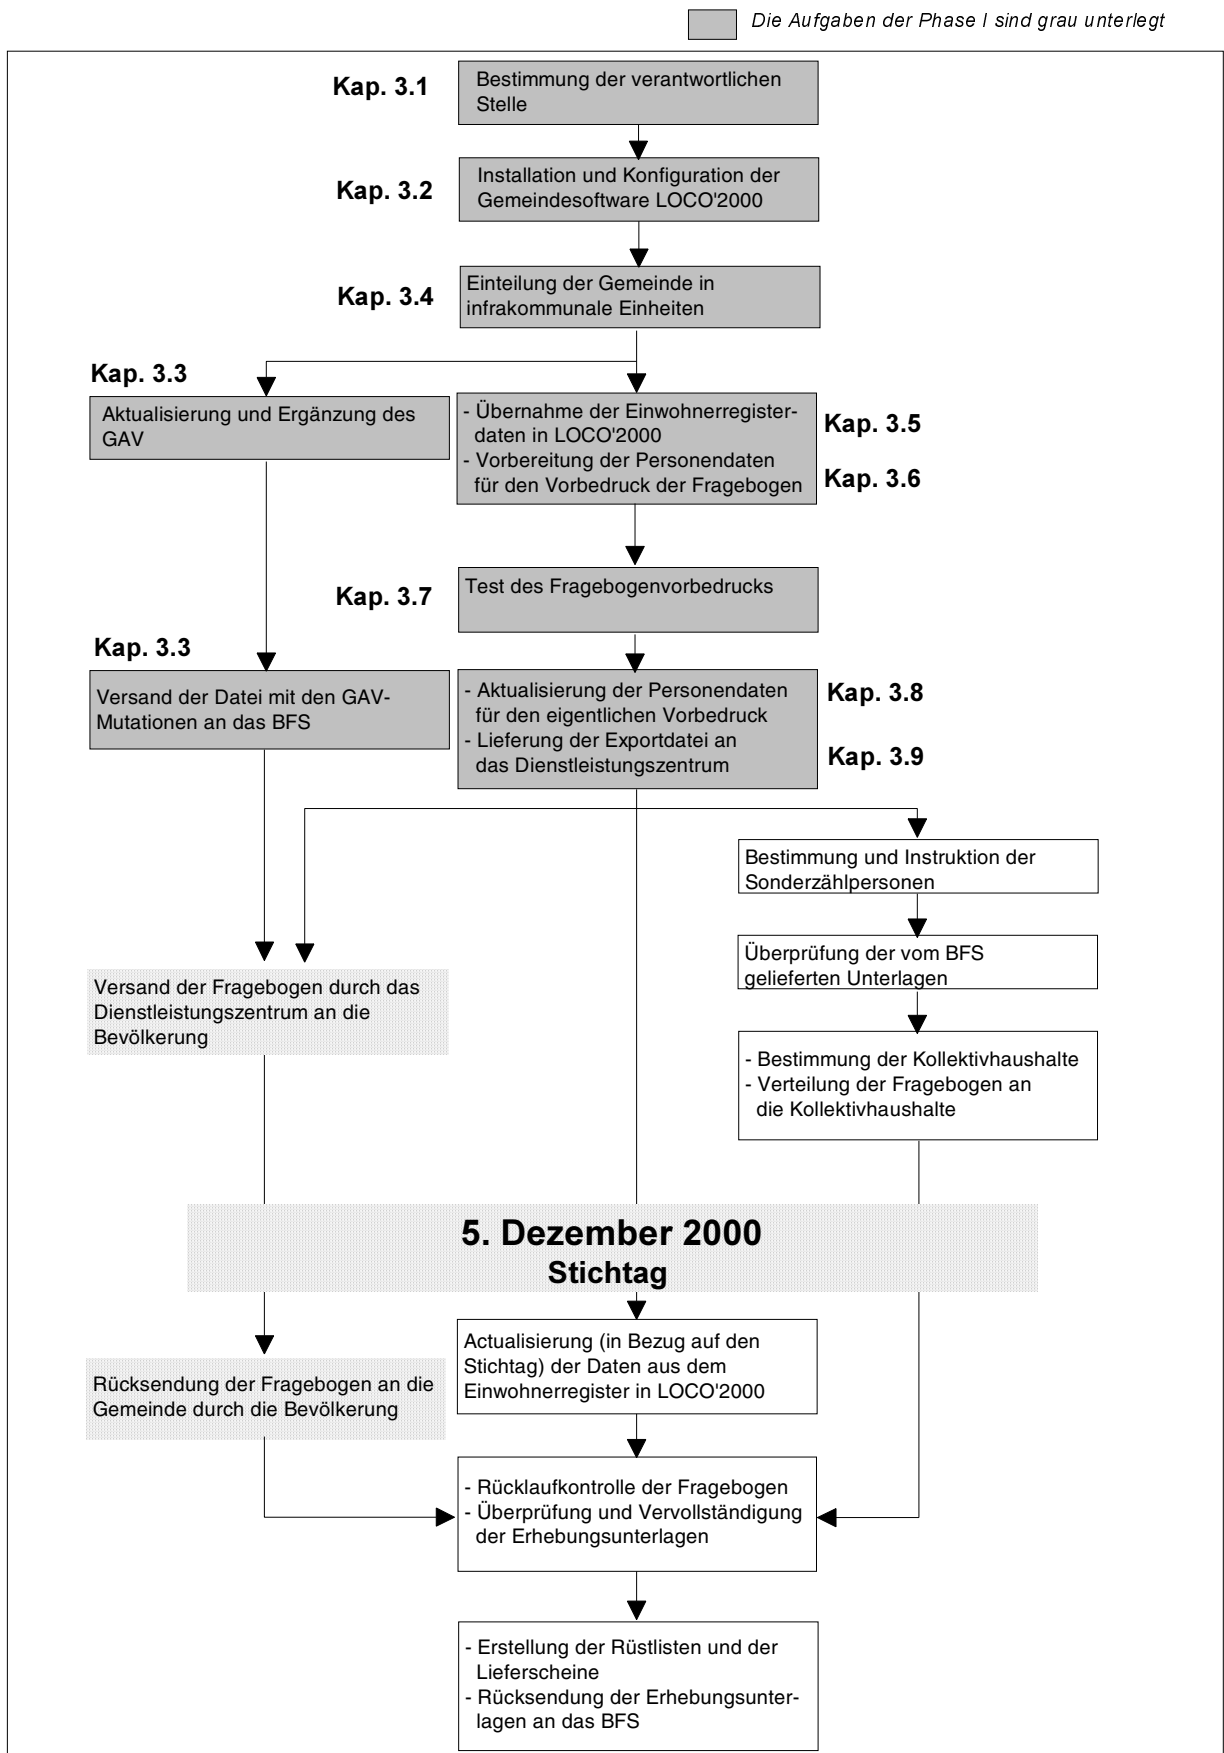 Die Aufgaben der Phase I sind grau unterlegt
Kap. 3.1
Bestimmung der verantwortlichen
Stelle
Kap. 3.2
Installation und Konfiguration der
Gemeindesoftware LOCO'2000
Kap. 3.4
Einteilung der Gemeinde in
infrakommunale Einheiten
Kap. 3.3
Aktualisierung und Ergänzung des
GAV
- Übernahme der Einwohnerregister-
daten in LOCO'2000
- Vorbereitung der Personendaten
für den Vorbedruck der Fragebogen
Kap. 3.5
Kap. 3.6
Kap. 3.7
Test des Fragebogenvorbedrucks
Kap. 3.3
Versand der Datei mit den GAV-
Mutationen an das BFS
- Aktualisierung der Personendaten
für den eigentlichen Vorbedruck
- Lieferung der Exportdatei an
das Dienstleistungszentrum
Kap. 3.8
Kap. 3.9
Bestimmung und Instruktion der
Sonderzählpersonen
Überprüfung der vom BFS
gelieferten Unterlagen
Versand der Fragebogen durch das
Dienstleistungszentrum an die
Bevölkerung
- Bestimmung der Kollektivhaushalte
- Verteilung der Fragebogen an
die Kollektivhaushalte
5. Dezember 2000
Stichtag
Actualisierung (in Bezug auf den
Stichtag) der Daten aus dem
Einwohnerregister in LOCO'2000
Rücksendung der Fragebogen an die
Gemeinde durch die Bevölkerung
- Rücklaufkontrolle der Fragebogen
- Überprüfung und Vervollständigung
der Erhebungsunterlagen
- Erstellung der Rüstlisten und der
Lieferscheine
- Rücksendung der Erhebungsunter-
lagen an das BFS